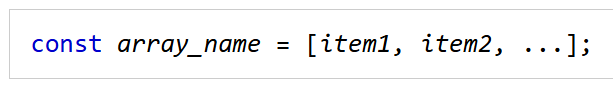 const array_name = [item1, item2, ...];